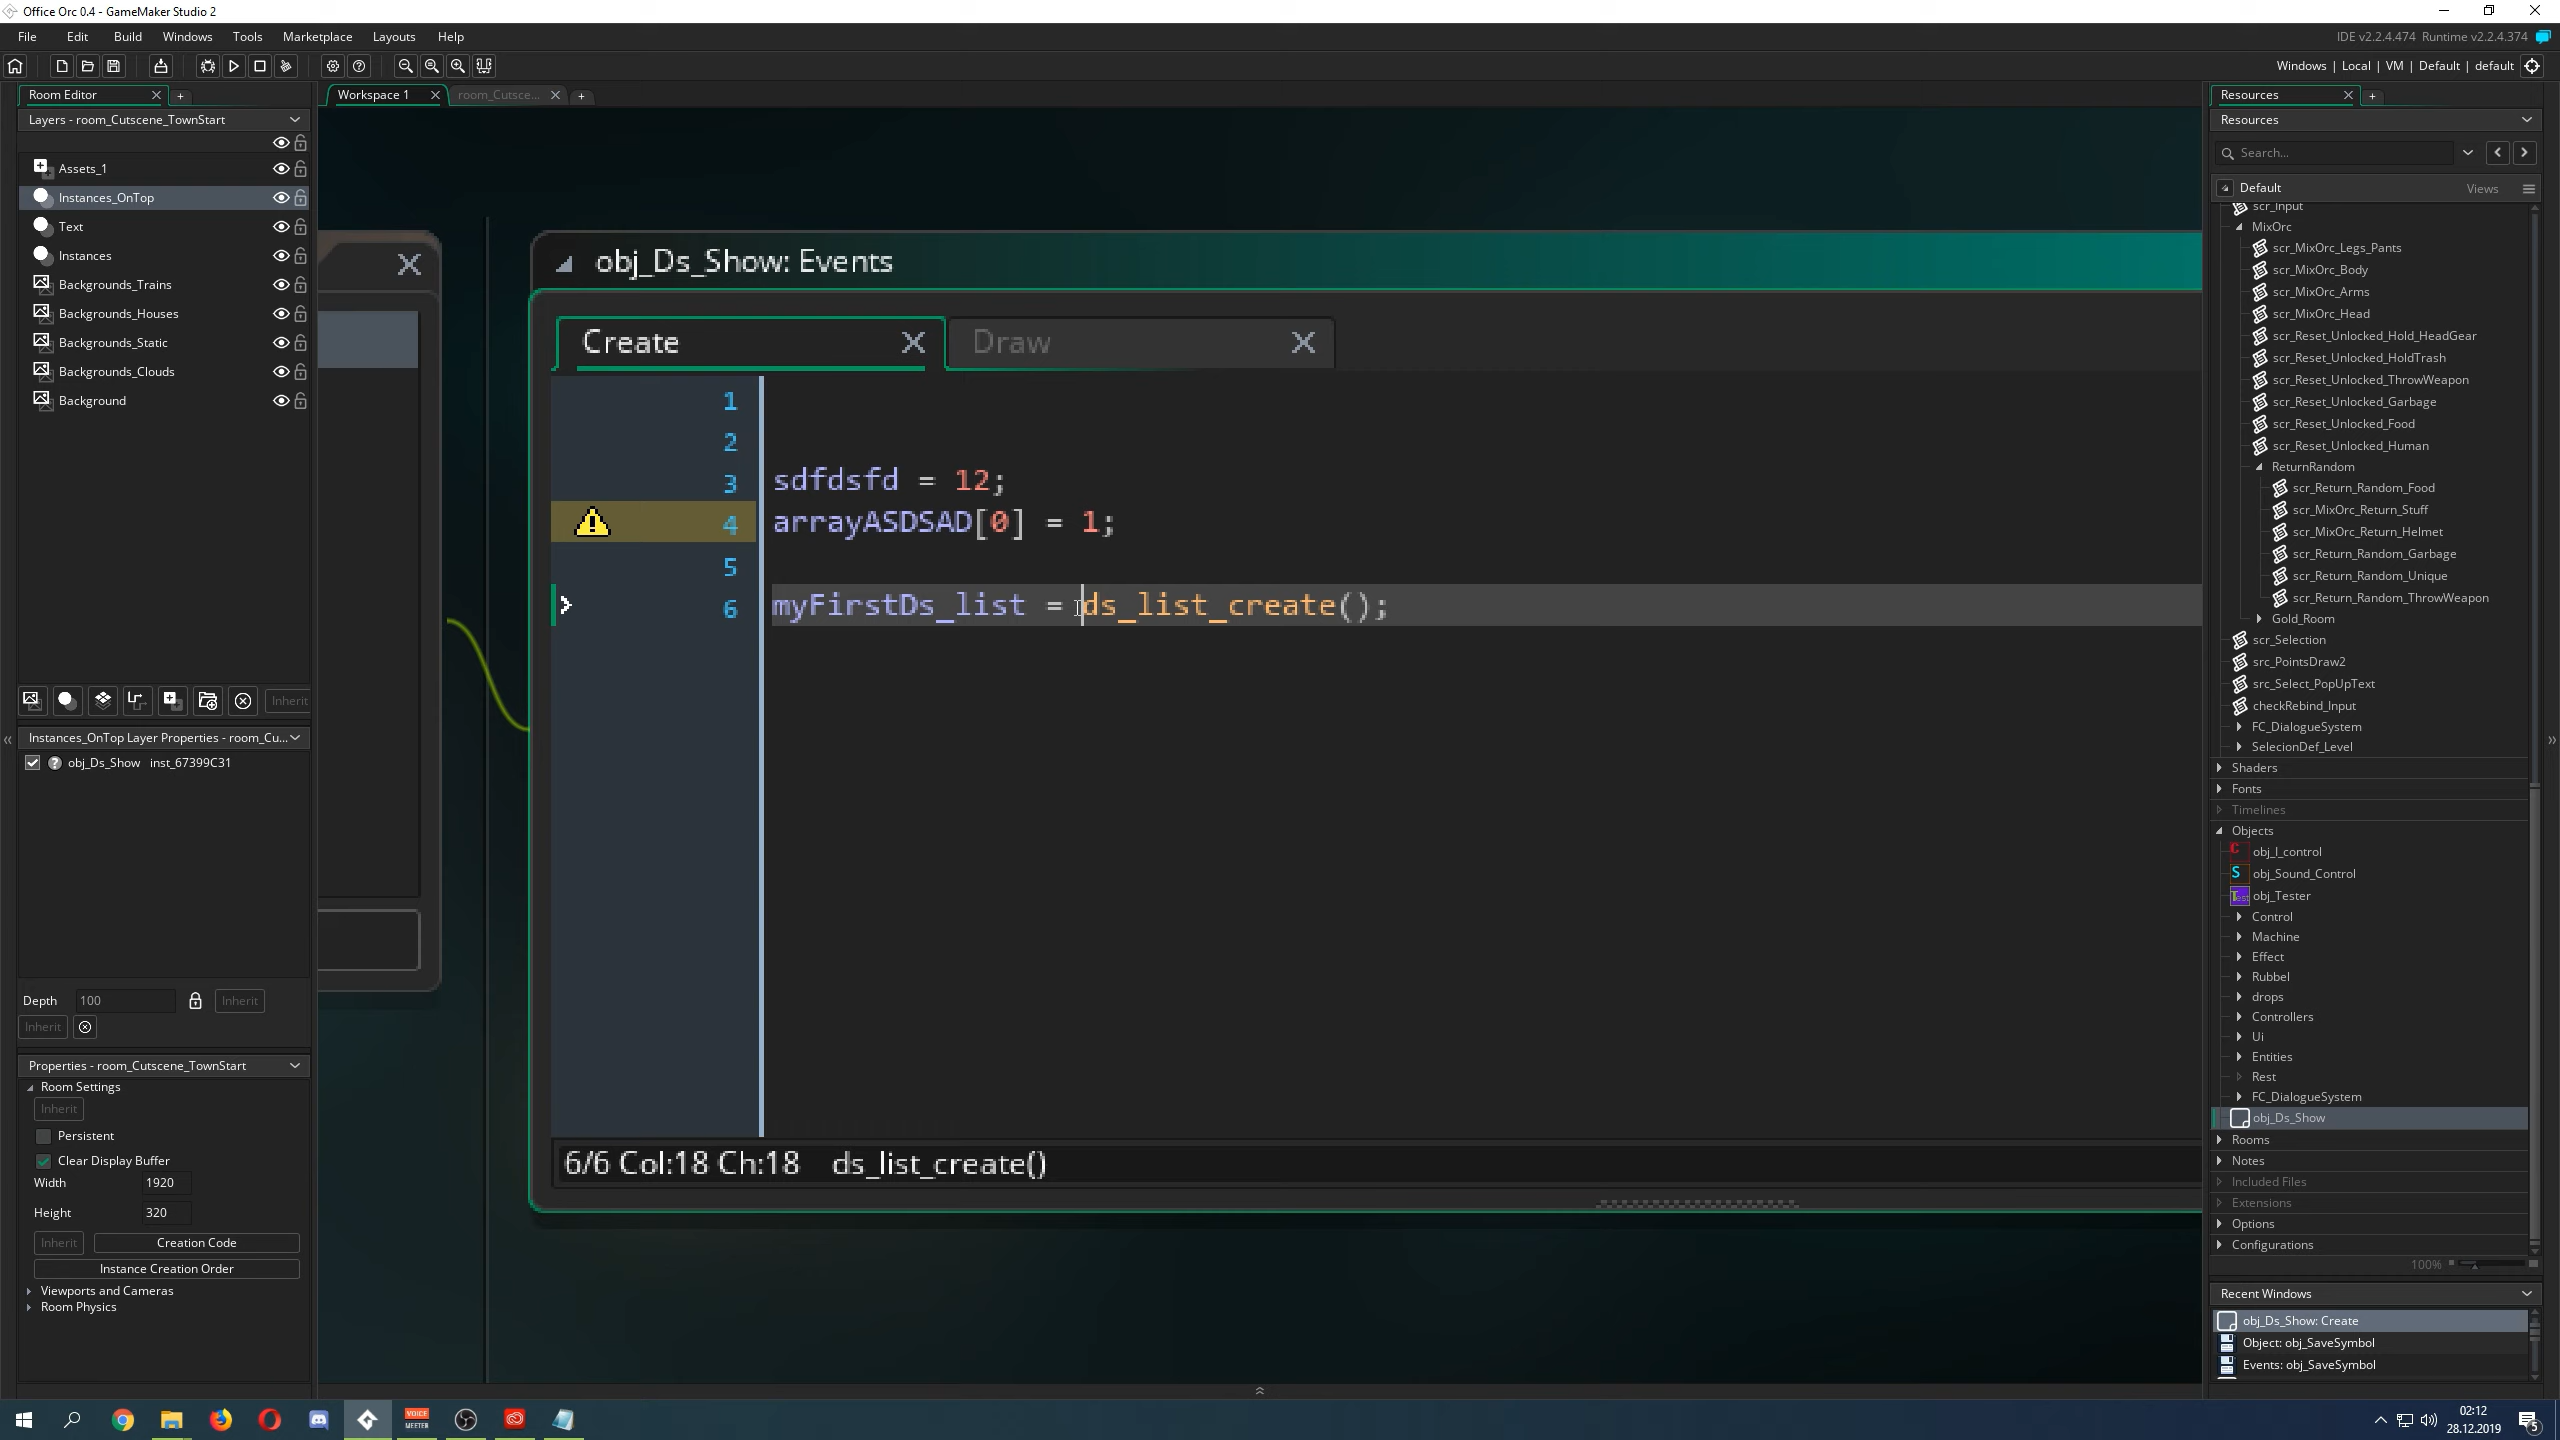 Office Orc 0.4 - GameMaker Studio 2
File Edit Build Windows Tools Marketplace Layouts Help
IDE v2.2.4.474 Runtime v2.2.4.374
Windows | Local | VM | Default | default
Room Editor
Layers - room_Cutscene_TownStart
Assets_1
Instances_OnTop
Text
Instances
Backgrounds_Trains
Backgrounds_Houses
Backgrounds_Static
Backgrounds_Clouds
Background
Inherit
Instances_OnTop Layer Properties - room_Cu...
obj_Ds_Show inst_67399C31
Depth 100 Inherit
Inherit
Properties - room_Cutscene_TownStart
Room Settings
Inherit
Persistent
Clear Display Buffer
Width 1920
Height 320
Inherit Creation Code
Instance Creation Order
Viewports and Cameras
Room Physics
Workspace 1 room_Cutsce...
obj_Ds_Show: Events
Create Draw
1
2
3 sdfdsfd = 12;
4 arrayASDSAD[0] = 1;
5
6 myFirstDs_list = ds_list_create();
6/6 Col:18 Ch:18 ds_list_create()
Resources
Resources
Search...
Default Views
scr_Input
MixOrc
scr_MixOrc_Legs_Pants
scr_MixOrc_Body
scr_MixOrc_Arms
scr_MixOrc_Head
scr_Reset_Unlocked_Hold_HeadGear
scr_Reset_Unlocked_HoldTrash
scr_Reset_Unlocked_ThrowWeapon
scr_Reset_Unlocked_Garbage
scr_Reset_Unlocked_Food
scr_Reset_Unlocked_Human
ReturnRandom
scr_Return_Random_Food
scr_MixOrc_Return_Stuff
scr_MixOrc_Return_Helmet
scr_Return_Random_Garbage
scr_Return_Random_Unique
scr_Return_Random_ThrowWeapon
Gold_Room
scr_Selection
src_PointsDraw2
src_Select_PopUpText
checkRebind_Input
FC_DialogueSystem
SelecionDef_Level
Shaders
Fonts
Timelines
Objects
obj_I_control
obj_Sound_Control
obj_Tester
Control
Machine
Effect
Rubbel
drops
Controllers
Ui
Entities
Rest
FC_DialogueSystem
obj_Ds_Show
Rooms
Notes
Included Files
Extensions
Options
Configurations
100%
Recent Windows
obj_Ds_Show: Create
Object: obj_SaveSymbol
Events: obj_SaveSymbol
VOICE
MEETER
02:12
28.12.2019
5